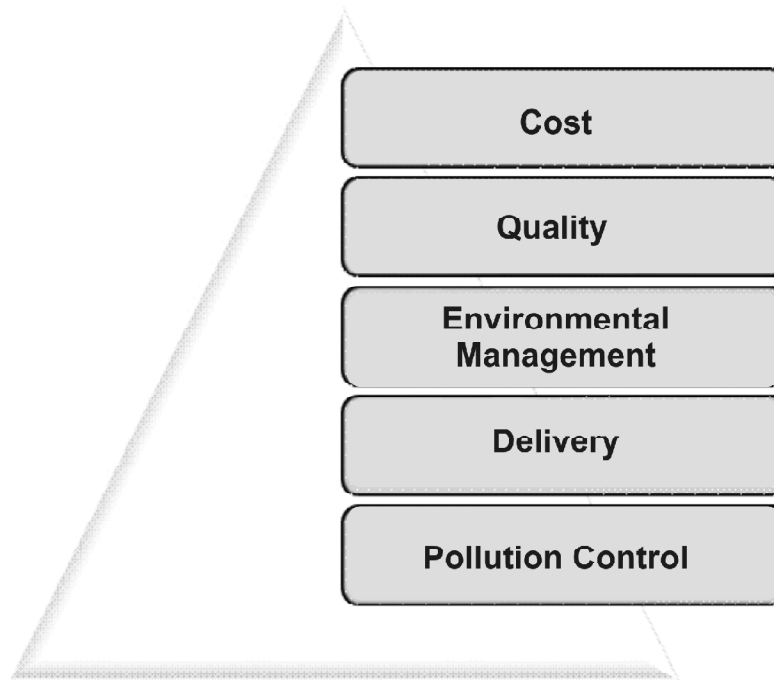 Cost
Quality
Environmental
Management
Delivery
Pollution Control